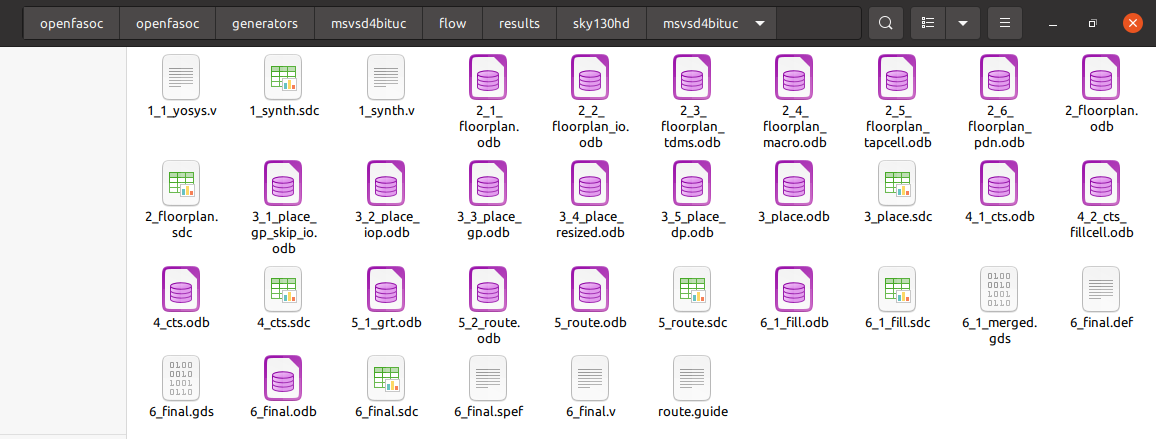 openfasoc openfasoc generators msvsd4bituc flow results sky130hd msvsd4bituc
1_1_yosys.v 1_synth.sdc 1_synth.v 2_1_floorplan.odb 2_2_floorplan_io.odb 2_3_floorplan_tdms.odb 2_4_floorplan_macro.odb 2_5_floorplan_tapcell.odb 2_6_floorplan_pdn.odb 2_floorplan.odb
2_floorplan.sdc 3_1_place_gp_skip_io.odb 3_2_place_iop.odb 3_3_place_gp.odb 3_4_place_resized.odb 3_5_place_dp.odb 3_place.odb 3_place.sdc 4_1_cts.odb 4_2_cts_fillcell.odb
4_cts.odb 4_cts.sdc 5_1_grt.odb 5_2_route.odb 5_route.odb 5_route.sdc 6_1_fill.odb 6_1_fill.sdc 6_1_merged.gds 6_final.def
6_final.gds 6_final.odb 6_final.sdc 6_final.spef 6_final.v route.guide